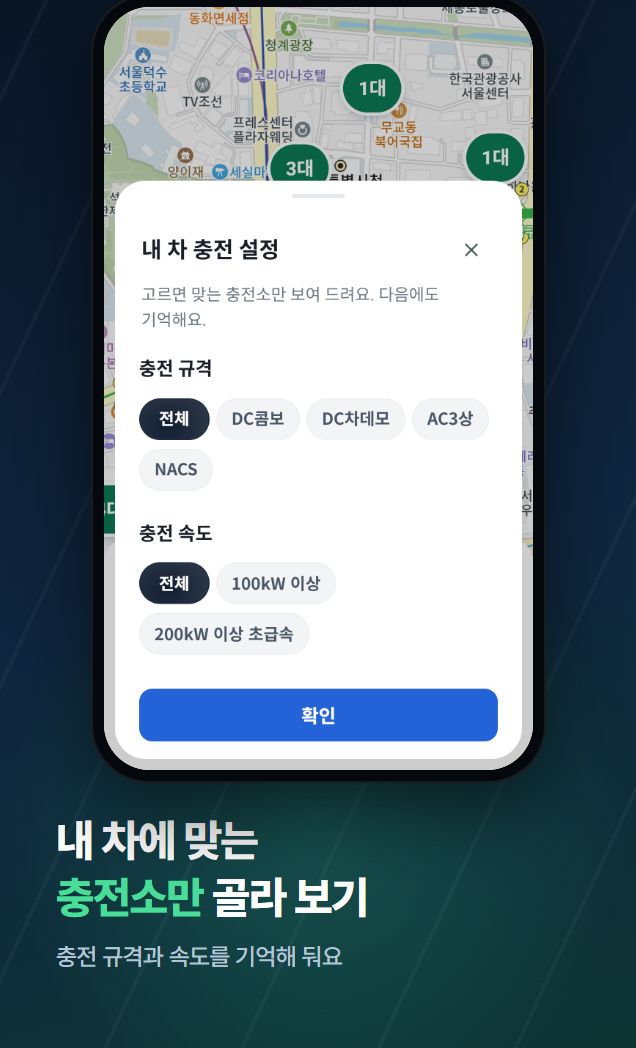 동화면세점
청계광장
서울덕수
초등학교
코리아나호텔
TV조선
1대
한국관광공사
서울센터
프레스센터
플라자웨딩
무교동
북어국집
1대
양이재
세실마
3대
2
내 차 충전 설정
고르면 맞는 충전소만 보여 드려요. 다음에도
기억해요.
충전 규격
전체
DC콤보
DC차데모
AC3상
NACS
충전 속도
전체
100kW 이상
200kW 이상 초급속
확인
내 차에 맞는
충전소만 골라 보기
충전 규격과 속도를 기억해 둬요